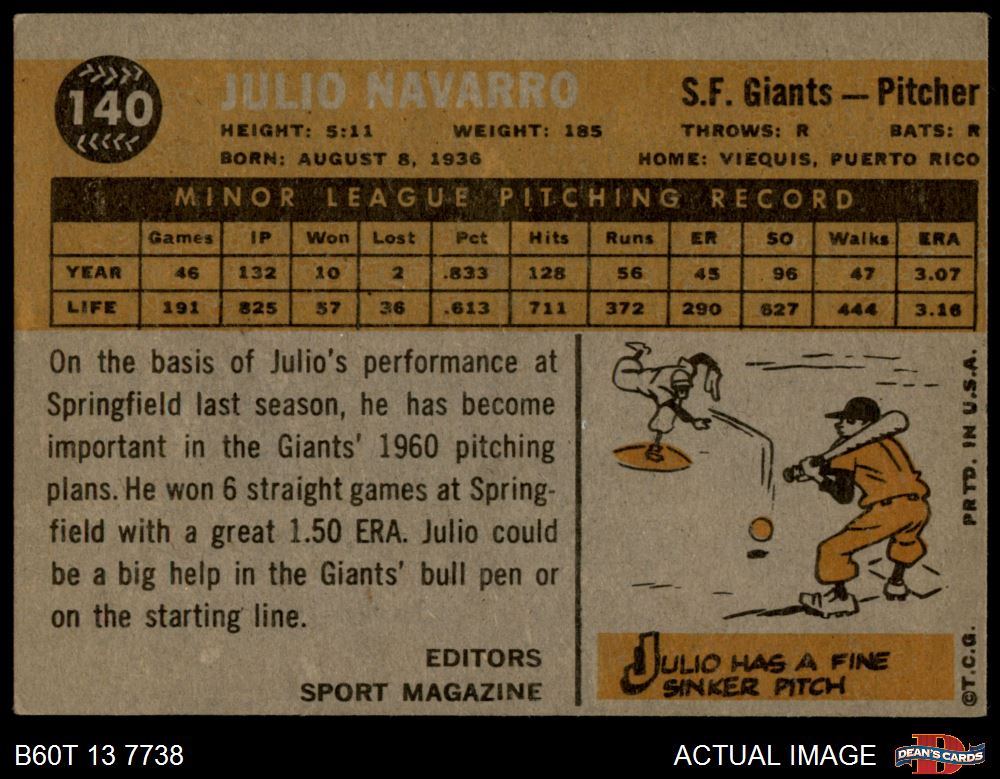 140
JULIO NAVARRO
S.F. Giants — Pitcher
HEIGHT: 5:11 WEIGHT: 185 THROWS: R BATS: R
BORN: AUGUST 8, 1936 HOME: VIEQUIS, PUERTO RICO
MINOR LEAGUE PITCHING RECORD
Games IP Won Lost Pct Hits Runs ER SO Walks ERA
YEAR 46 132 10 2 .833 128 56 45 96 47 3.07
LIFE 191 825 57 36 .613 711 372 290 627 444 3.16
On the basis of Julio's performance at
Springfield last season, he has become
important in the Giants' 1960 pitching
plans. He won 6 straight games at Spring-
field with a great 1.50 ERA. Julio could
be a big help in the Giants' bull pen or
on the starting line.
EDITORS
SPORT MAGAZINE
JULIO HAS A FINE
SINKER PITCH
©T.C.G. PRTD. IN U.S.A.
B60T 13 7738
ACTUAL IMAGE
D
DEAN'S CARDS